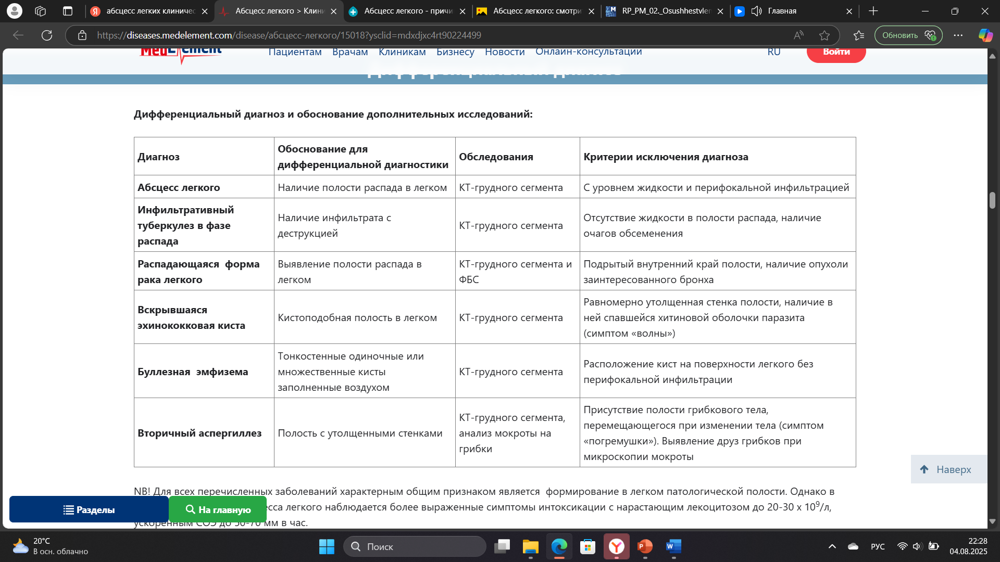 абсцесс легких клиничес
Абсцесс легкого > Клини
Абсцесс легкого - причи
Абсцесс легкого: смотри
RP_PM_02._Osushhestvler
Главная
https://diseases.medelement.com/disease/абсцесс-легкого/15018?ysclid=mdxdjxc4rt90224499
Обновить
MedElement
Пациентам Врачам Клиникам Бизнесу Новости Онлайн-консультации
RU
Войти
Дифференциальный диагноз
Дифференциальный диагноз и обоснование дополнительных исследований:
Диагноз
Обоснование для
дифференциальной диагностики
Обследования
Критерии исключения диагноза
Абсцесс легкого
Наличие полости распада в легком
КТ-грудного сегмента
С уровнем жидкости и перифокальной инфильтрацией
Инфильтративный
туберкулез в фазе
распада
Наличие инфильтрата с
деструкцией
КТ-грудного сегмента
Отсутствие жидкости в полости распада, наличие
очагов обсеменения
Распадающаяся форма
рака легкого
Выявление полости распада в
легком
КТ-грудного сегмента и
ФБС
Подрытый внутренний край полости, наличие опухоли
заинтересованного бронха
Вскрывшаяся
эхинококковая киста
Кистоподобная полость в легком
КТ-грудного сегмента
Равномерно утолщенная стенка полости, наличие в
ней спавшейся хитиновой оболочки паразита
(симптом «волны»)
Буллезная эмфизема
Тонкостенные одиночные или
множественные кисты
заполненные воздухом
КТ-грудного сегмента
Расположение кист на поверхности легкого без
перифокальной инфильтрации
Вторичный аспергиллез
Полость с утолщенными стенками
КТ-грудного сегмента,
анализ мокроты на
грибки
Присутствие полости грибкового тела,
перемещающегося при изменении тела (симптом
«погремушки»). Выявление друз грибков при
микроскопии мокроты
Наверх
NB! Для всех перечисленных заболеваний характерным общим признаком является формирование в легком патологической полости. Однако в
сса легкого наблюдается более выраженные симптомы интоксикации с нарастающим лекоцитозом до 20-30 х 10⁹/л,
ускоренным СОЭ до 50-70 мм в час.
Разделы
На главную
20°C
В осн. облачно
Поиск
РУС
22:28
04.08.2025